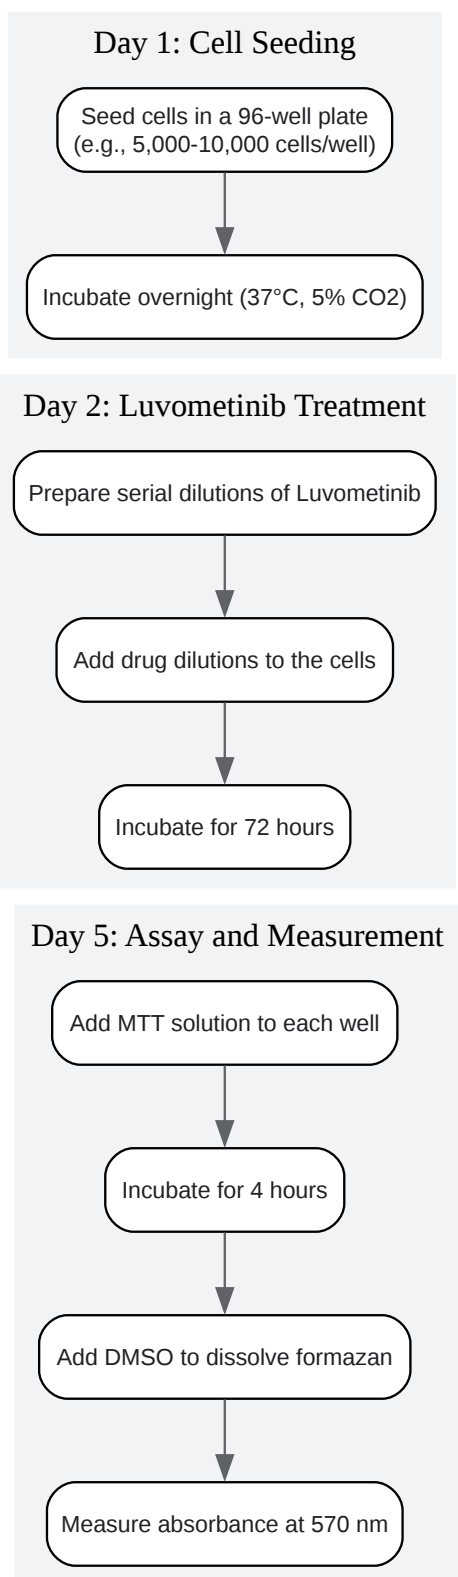 Day 1: Cell Seeding
Seed cells in a 96-well plate
(e.g., 5,000-10,000 cells/well)
Incubate overnight (37°C, 5% CO2)
Day 2: Luvometinib Treatment
Prepare serial dilutions of Luvometinib
Add drug dilutions to the cells
Incubate for 72 hours
Day 5: Assay and Measurement
Add MTT solution to each well
Incubate for 4 hours
Add DMSO to dissolve formazan
Measure absorbance at 570 nm